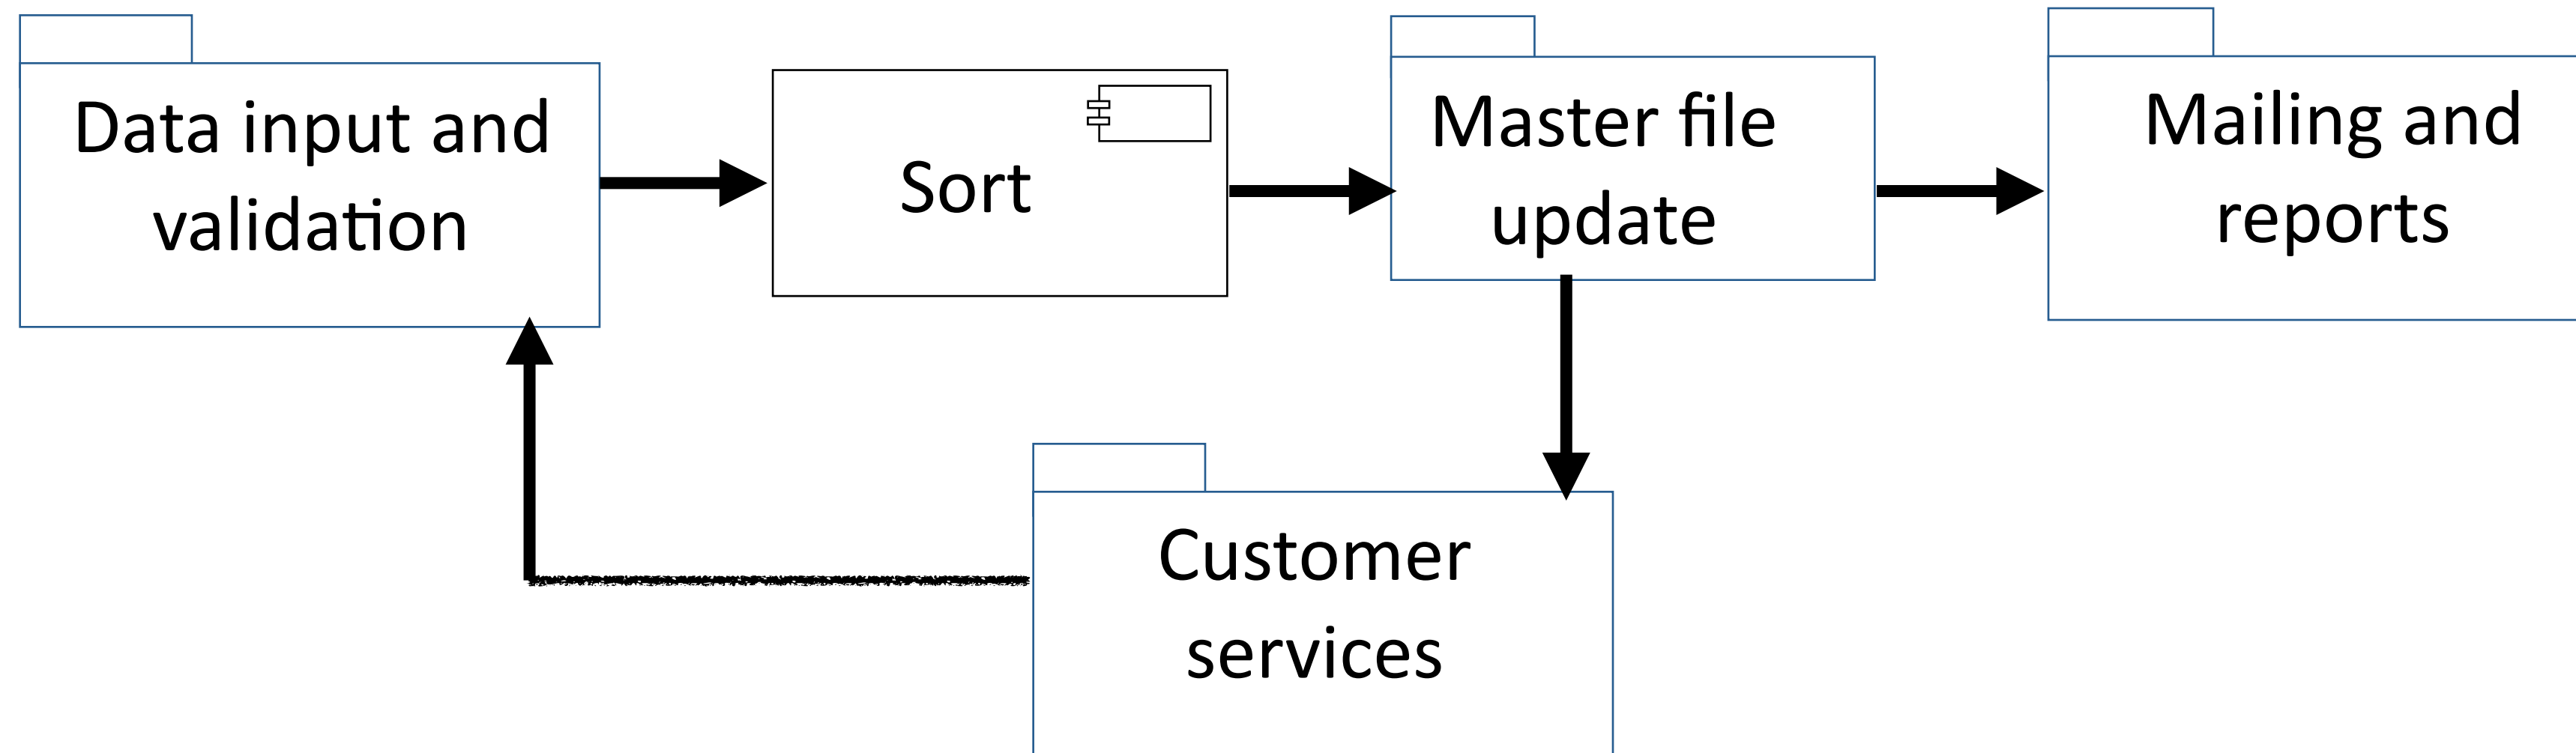 Data input and
validation
Sort
Master file
update
Mailing and
reports
Customer
services